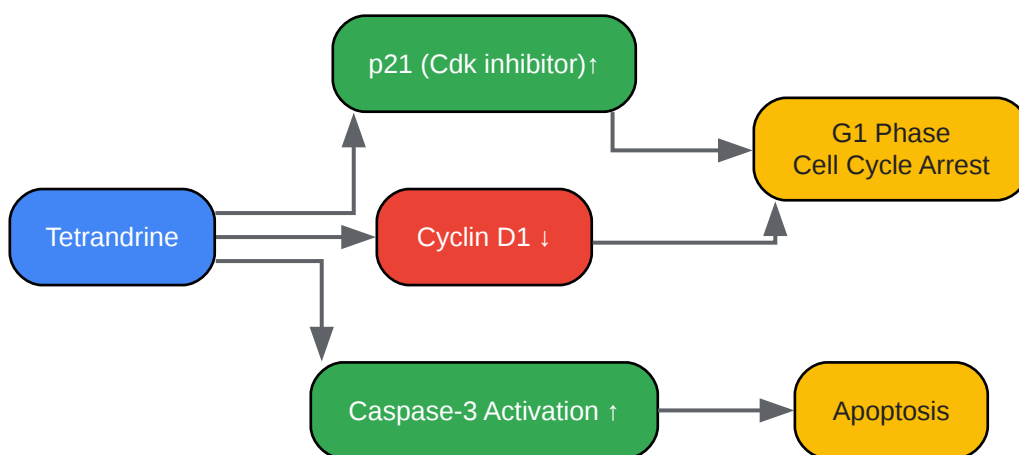 p21 (Cdk inhibitor)↑
G1 Phase
Cell Cycle Arrest
Tetrandrine
Cyclin D1 ↓
Caspase-3 Activation ↑
Apoptosis